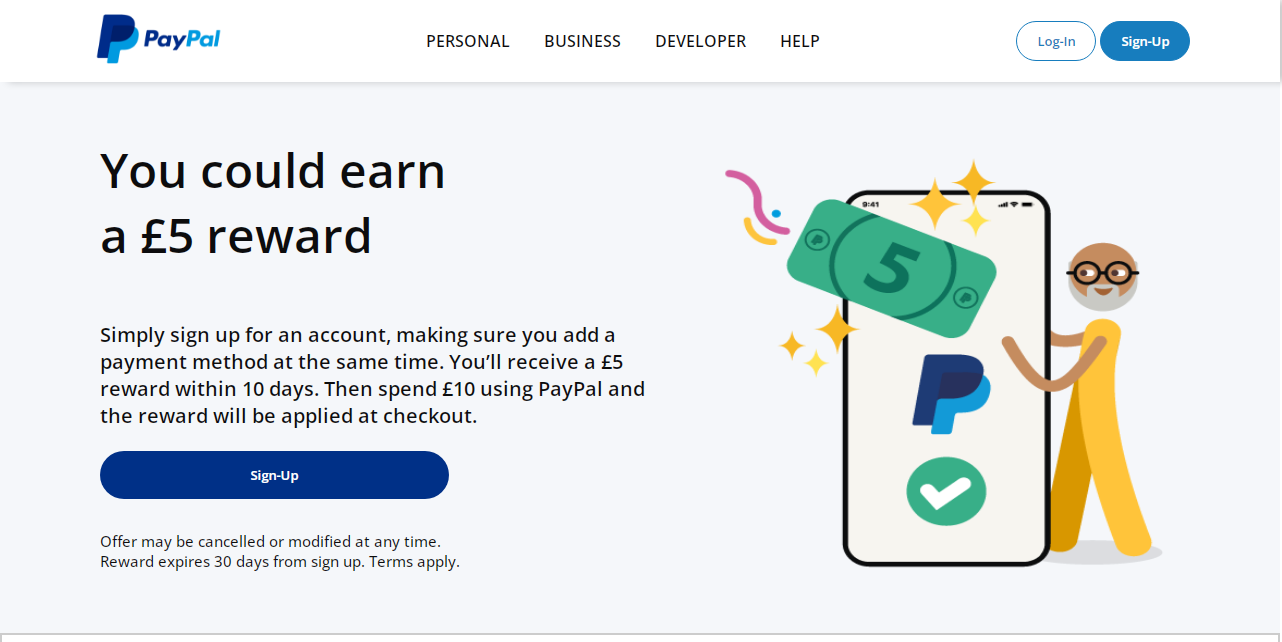 PayPal
PERSONAL
BUSINESS
DEVELOPER
HELP
Log-In
Sign-Up
You could earn
a £5 reward
9:41
5
Simply sign up for an account, making sure you add a
payment method at the same time. You’ll receive a £5
reward within 10 days. Then spend £10 using PayPal and
the reward will be applied at checkout.
Sign-Up
Offer may be cancelled or modified at any time.
Reward expires 30 days from sign up. Terms apply.